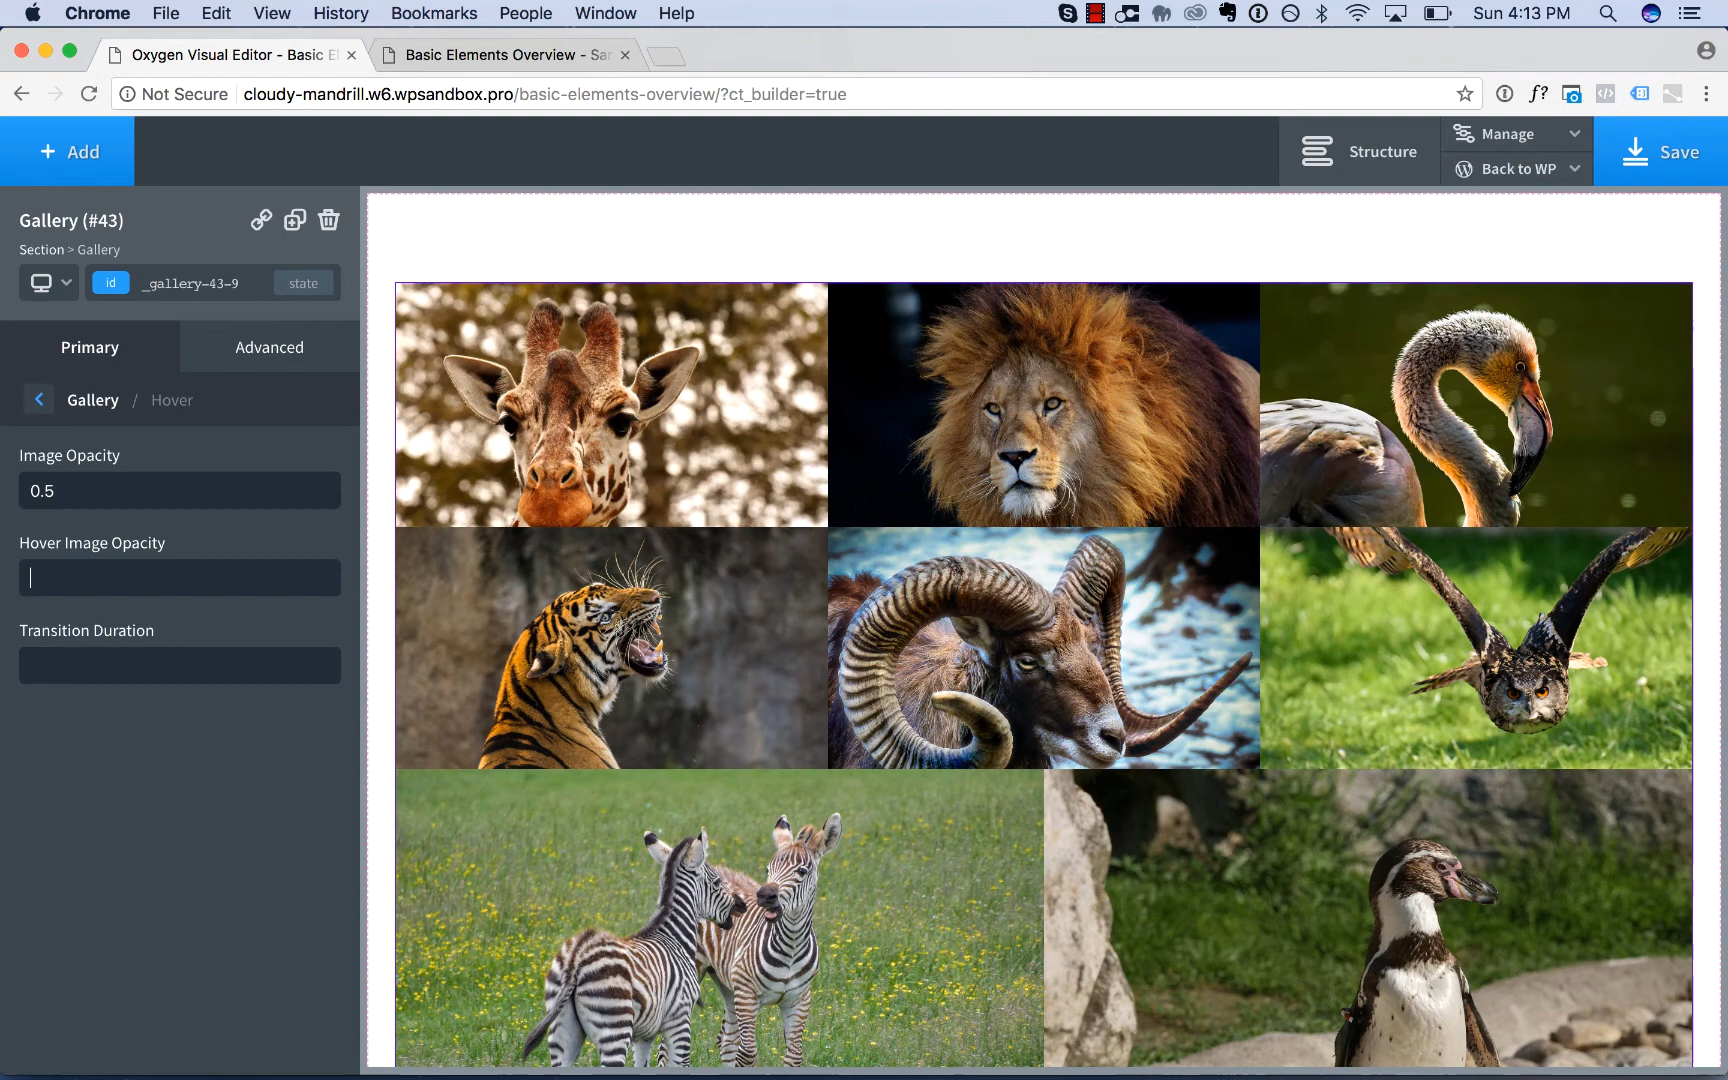 Chrome File Edit View History Bookmarks People Window Help Sun 4:13 PM
Oxygen Visual Editor - Basic El
Basic Elements Overview - Sa
Not Secure cloudy-mandrill.w6.wpsandbox.pro/basic-elements-overview/?ct_builder=true f?
+ Add
Structure
Manage
Back to WP
Save
Gallery (#43)
Section > Gallery
id _gallery-43-9 state
Primary Advanced
Gallery / Hover
Image Opacity
0.5
Hover Image Opacity
Transition Duration